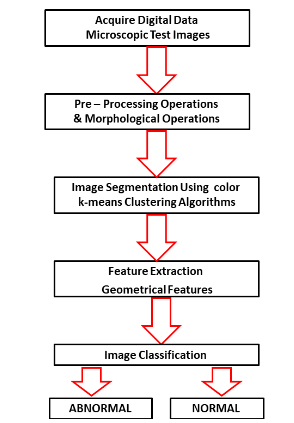 Acquire Digital Data
Microscopic Test Images
Pre – Processing Operations
& Morphological Operations
Image Segmentation Using color
k-means Clustering Algorithms
Feature Extraction
Geometrical Features
Image Classification
ABNORMAL
NORMAL